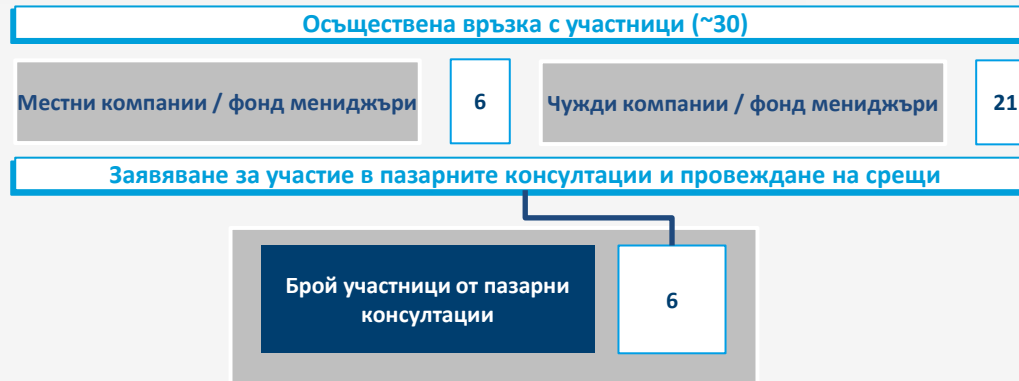 Осъществена връзка с участници (~30)
Местни компании / фонд мениджъри
6
Чужди компании / фонд мениджъри
21
Заявяване за участие в пазарните консултации и провеждане на срещи
Брой участници от пазарни
консултации
6